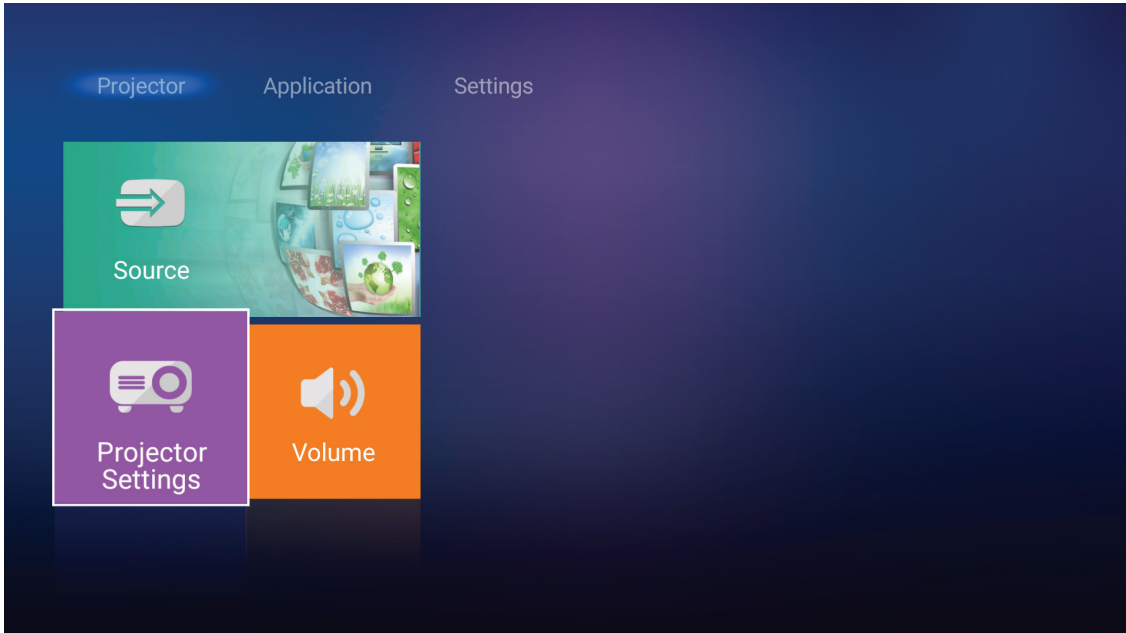 Projector
Application
Settings
Source
Projector
Settings
Volume